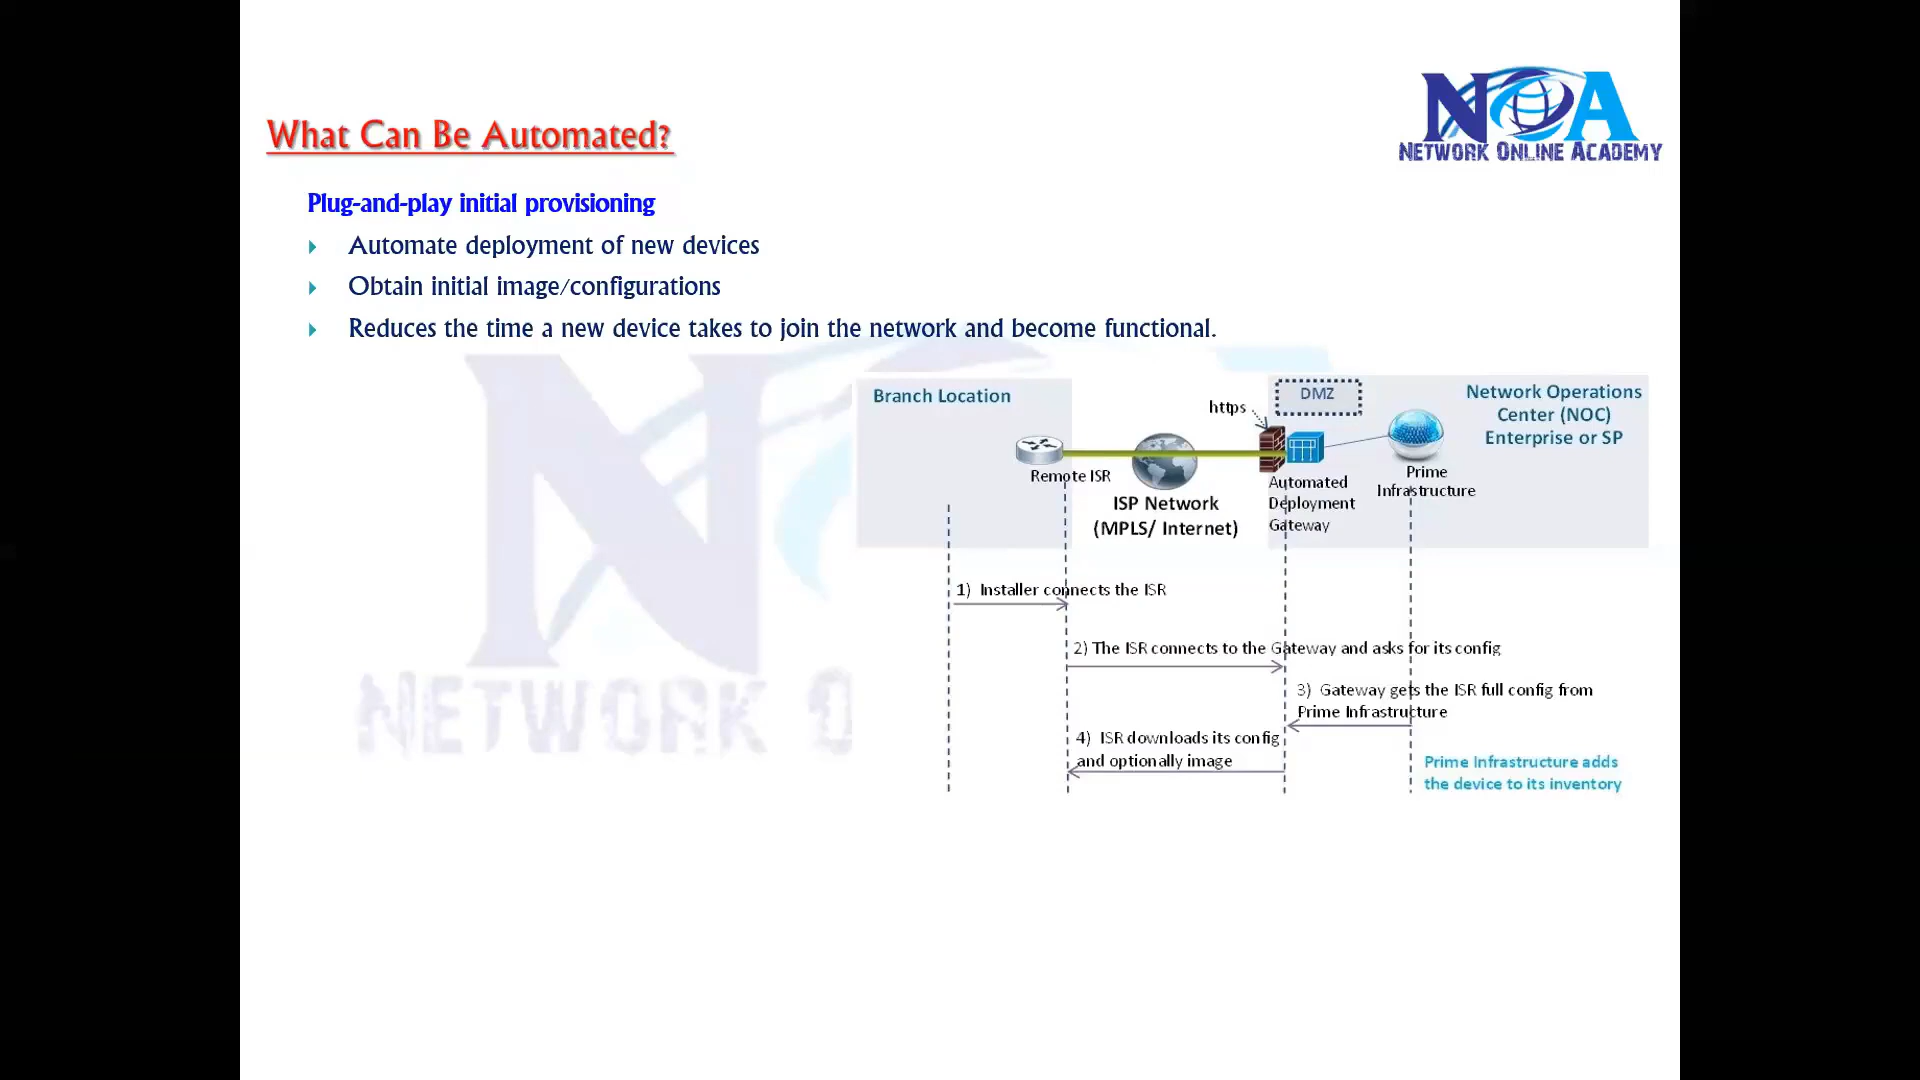 NOA
NETWORK ONLINE ACADEMY
What Can Be Automated?
Plug-and-play initial provisioning
Automate deployment of new devices
Obtain initial image/configurations
Reduces the time a new device takes to join the network and become functional.
Branch Location
Remote ISR
ISP Network
(MPLS/ Internet)
https
DMZ
Automated
Deployment
Gateway
Prime
Infrastructure
Network Operations
Center (NOC)
Enterprise or SP
1) Installer connects the ISR
2) The ISR connects to the Gateway and asks for its config
3) Gateway gets the ISR full config from
Prime Infrastructure
4) ISR downloads its config
and optionally image
Prime Infrastructure adds
the device to its inventory
N
NETWORK O